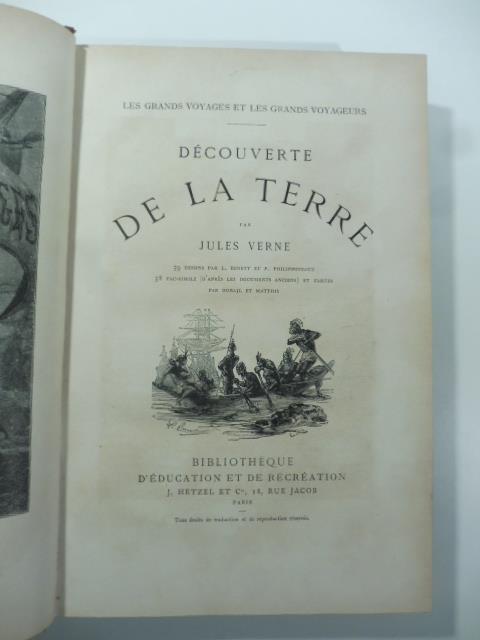 LES GRANDS VOYAGES ET LES GRANDS VOYAGEURS
DÉCOUVERTE
DE LA TERRE
PAR
JULES VERNE
59 DESSINS PAR L. BENETT ET P. PHILIPPOTEAUX
58 FAC-SIMILE (D'APRÈS LES DOCUMENTS ANCIENS) ET CARTES
PAR DUBAIL ET MATTHIS
BIBLIOTHÈQUE
D'ÉDUCATION ET DE RÉCRÉATION
J. HETZEL ET Cie, 18, RUE JACOB
PARIS
Tous droits de traduction et de reproduction réservés.